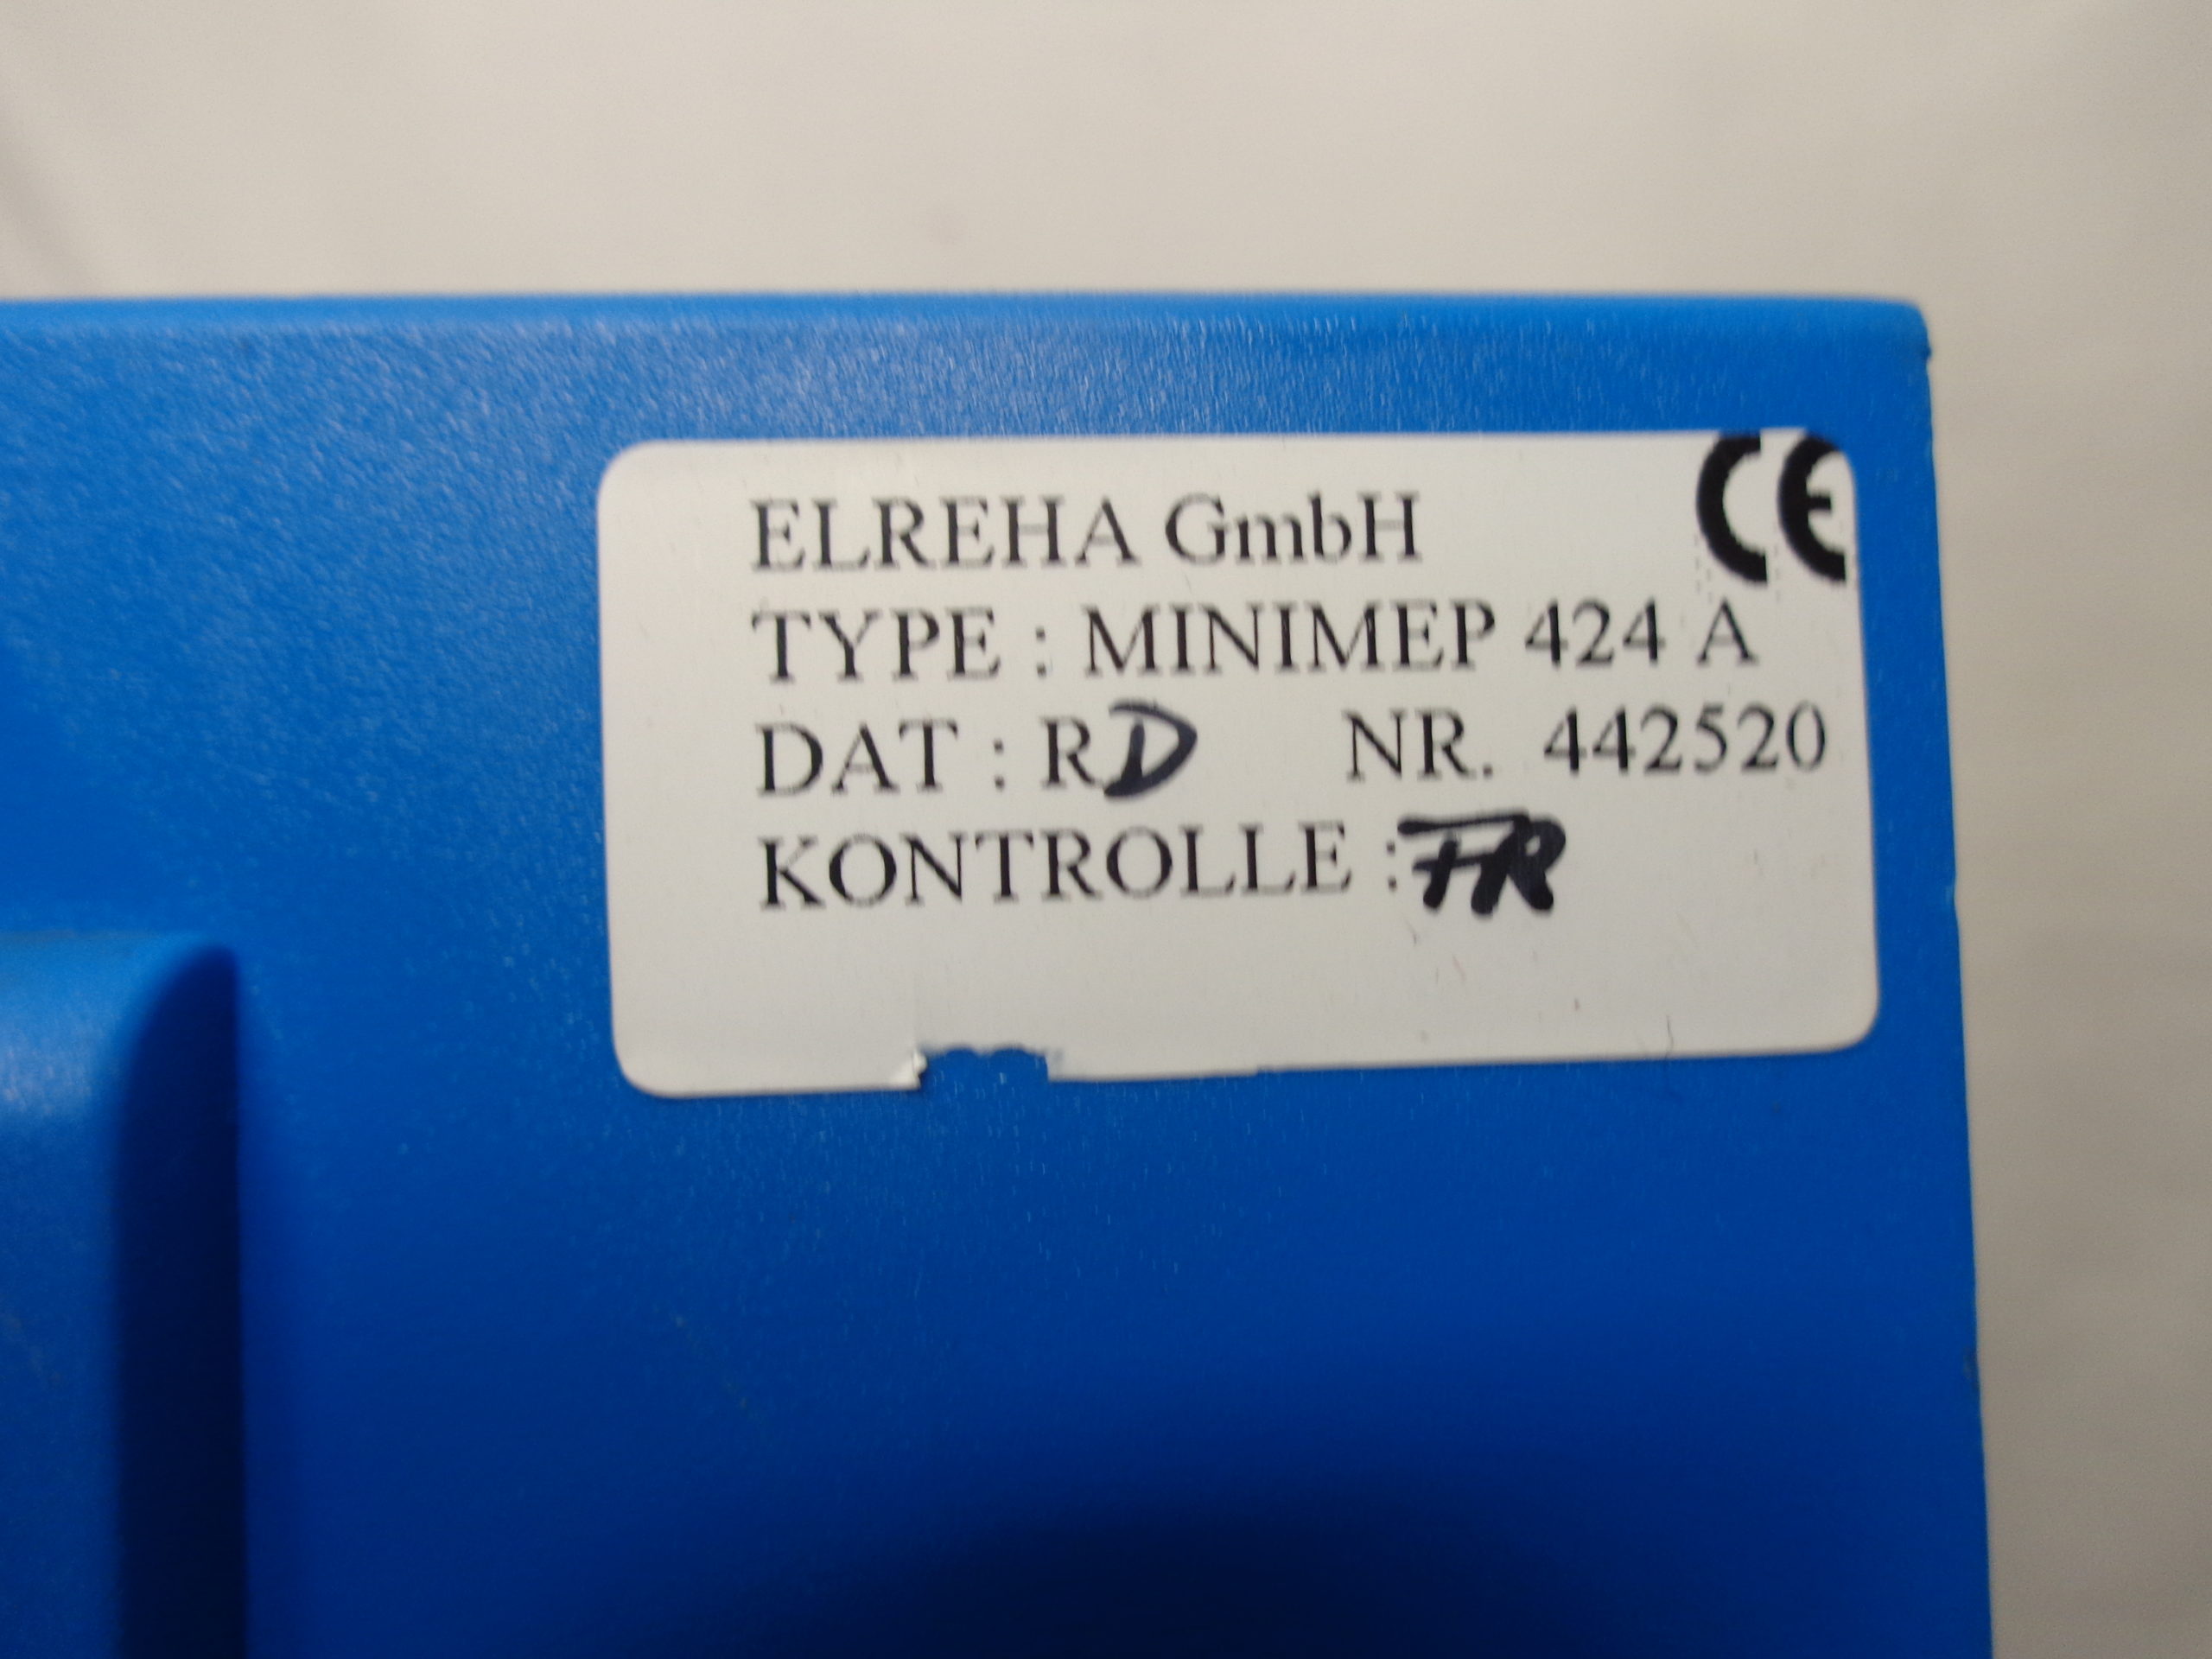 ELREHA GmbH CE
TYPE : MINIMEP 424 A
DAT : RD NR. 442520
KONTROLLE : FR